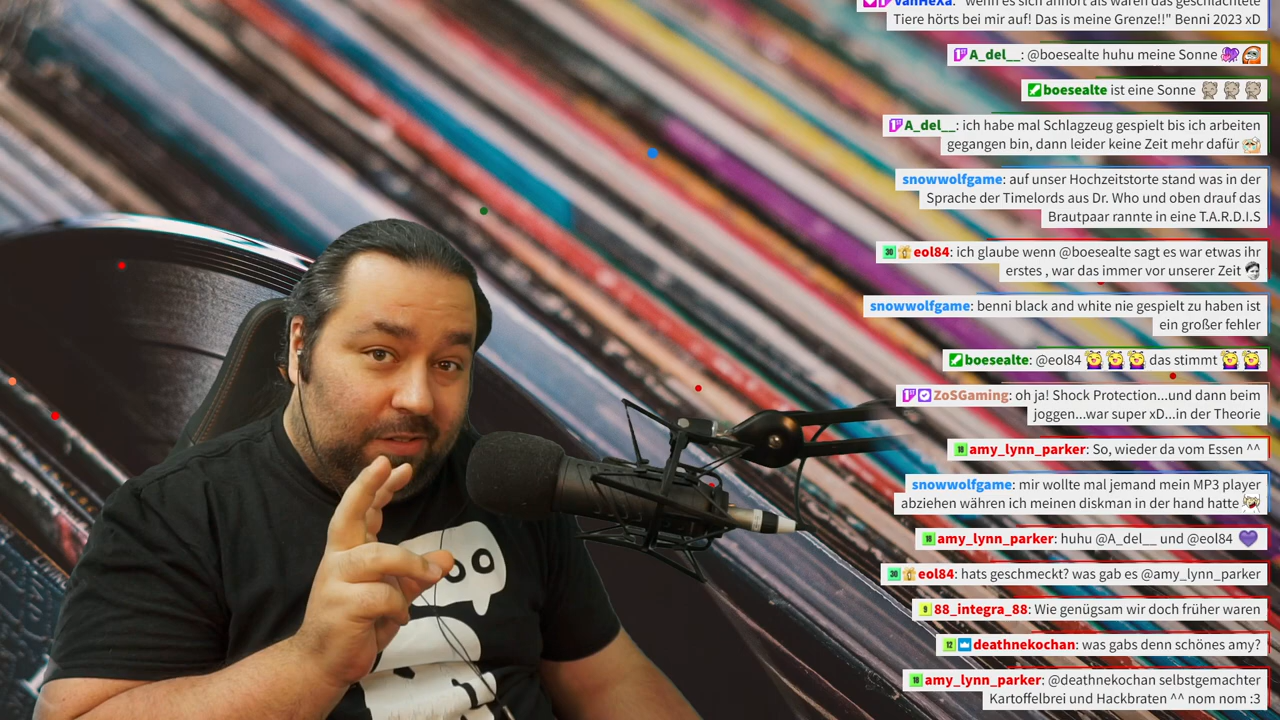 VanHeXa: "wenn es sich anhört als wären das geschlachtete
Tiere hörts bei mir auf! Das is meine Grenze!!" Benni 2023 xD
A_del__: @boesealte huhu meine Sonne
boesealte ist eine Sonne
A_del__: ich habe mal Schlagzeug gespielt bis ich arbeiten
gegangen bin, dann leider keine Zeit mehr dafür
snowwolfgame: auf unser Hochzeitstorte stand was in der
Sprache der Timelords aus Dr. Who und oben drauf das
Brautpaar rannte in eine T.A.R.D.I.S
30 eol84: ich glaube wenn @boesealte sagt es war etwas ihr
erstes , war das immer vor unserer Zeit
snowwolfgame: benni black and white nie gespielt zu haben ist
ein großer fehler
boesealte: @eol84 das stimmt
ZoSGaming: oh ja! Shock Protection...und dann beim
joggen...war super xD...in der Theorie
18 amy_lynn_parker: So, wieder da vom Essen ^^
snowwolfgame: mir wollte mal jemand mein MP3 player
abziehen währen ich meinen diskman in der hand hatte
18 amy_lynn_parker: huhu @A_del__ und @eol84
30 eol84: hats geschmeckt? was gab es @amy_lynn_parker
9 88_integra_88: Wie genügsam wir doch früher waren
12 deathnekochan: was gabs denn schönes amy?
18 amy_lynn_parker: @deathnekochan selbstgemachter
Kartoffelbrei und Hackbraten ^^ nom nom :3